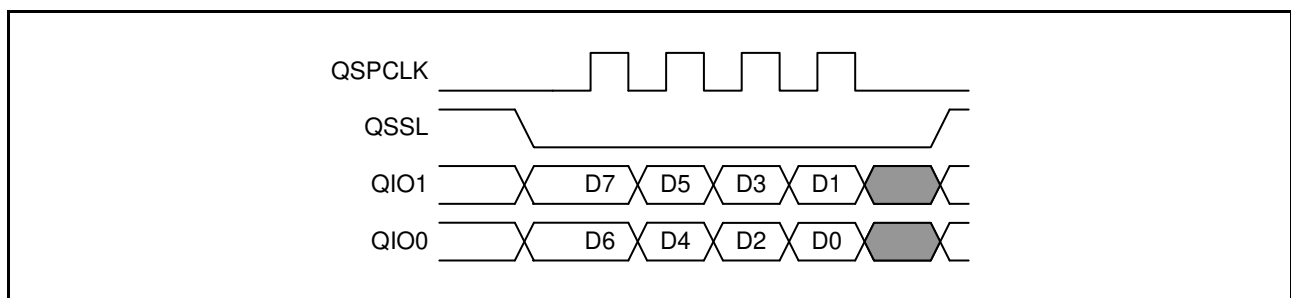 QSPCLK
QSSL
QIO1 D7 D5 D3 D1
QIO0 D6 D4 D2 D0